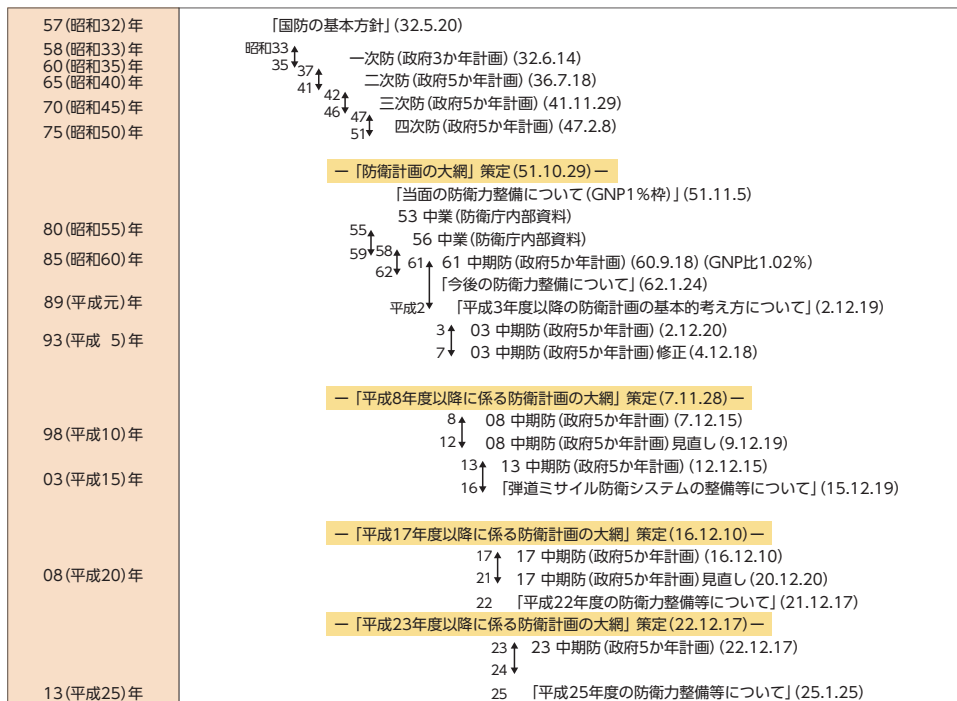 57(昭和32)年 「国防の基本方針」(32.5.20)
58(昭和33)年 昭和33 一次防(政府3か年計画)(32.6.14)
60(昭和35)年 35 37 二次防(政府5か年計画)(36.7.18)
65(昭和40)年 41 42 三次防(政府5か年計画)(41.11.29)
70(昭和45)年 46 47 四次防(政府5か年計画)(47.2.8)
75(昭和50)年 51
―「防衛計画の大綱」策定(51.10.29)―
「当面の防衛力整備について(GNP1%枠)」(51.11.5)
53 中業(防衛庁内部資料)
80(昭和55)年 55 56 中業(防衛庁内部資料)
85(昭和60)年 59 58 61 61 中期防(政府5か年計画)(60.9.18)(GNP比1.02%)
62 「今後の防衛力整備について」(62.1.24)
89(平成元)年 平成2 「平成3年度以降の防衛計画の基本的考え方について」(2.12.19)
3 03 中期防(政府5か年計画)(2.12.20)
93(平成 5)年 7 03 中期防(政府5か年計画)修正(4.12.18)
―「平成8年度以降に係る防衛計画の大綱」策定(7.11.28)―
8 08 中期防(政府5か年計画)(7.12.15)
98(平成10)年 12 08 中期防(政府5か年計画)見直し(9.12.19)
13 13 中期防(政府5か年計画)(12.12.15)
03(平成15)年 16 「弾道ミサイル防衛システムの整備等について」(15.12.19)
―「平成17年度以降に係る防衛計画の大綱」策定(16.12.10)―
17 17 中期防(政府5か年計画)(16.12.10)
08(平成20)年 21 17 中期防(政府5か年計画)見直し(20.12.20)
22 「平成22年度の防衛力整備等について」(21.12.17)
―「平成23年度以降に係る防衛計画の大綱」策定(22.12.17)―
23 23 中期防(政府5か年計画)(22.12.17)
24
13(平成25)年 25 「平成25年度の防衛力整備等について」(25.1.25)